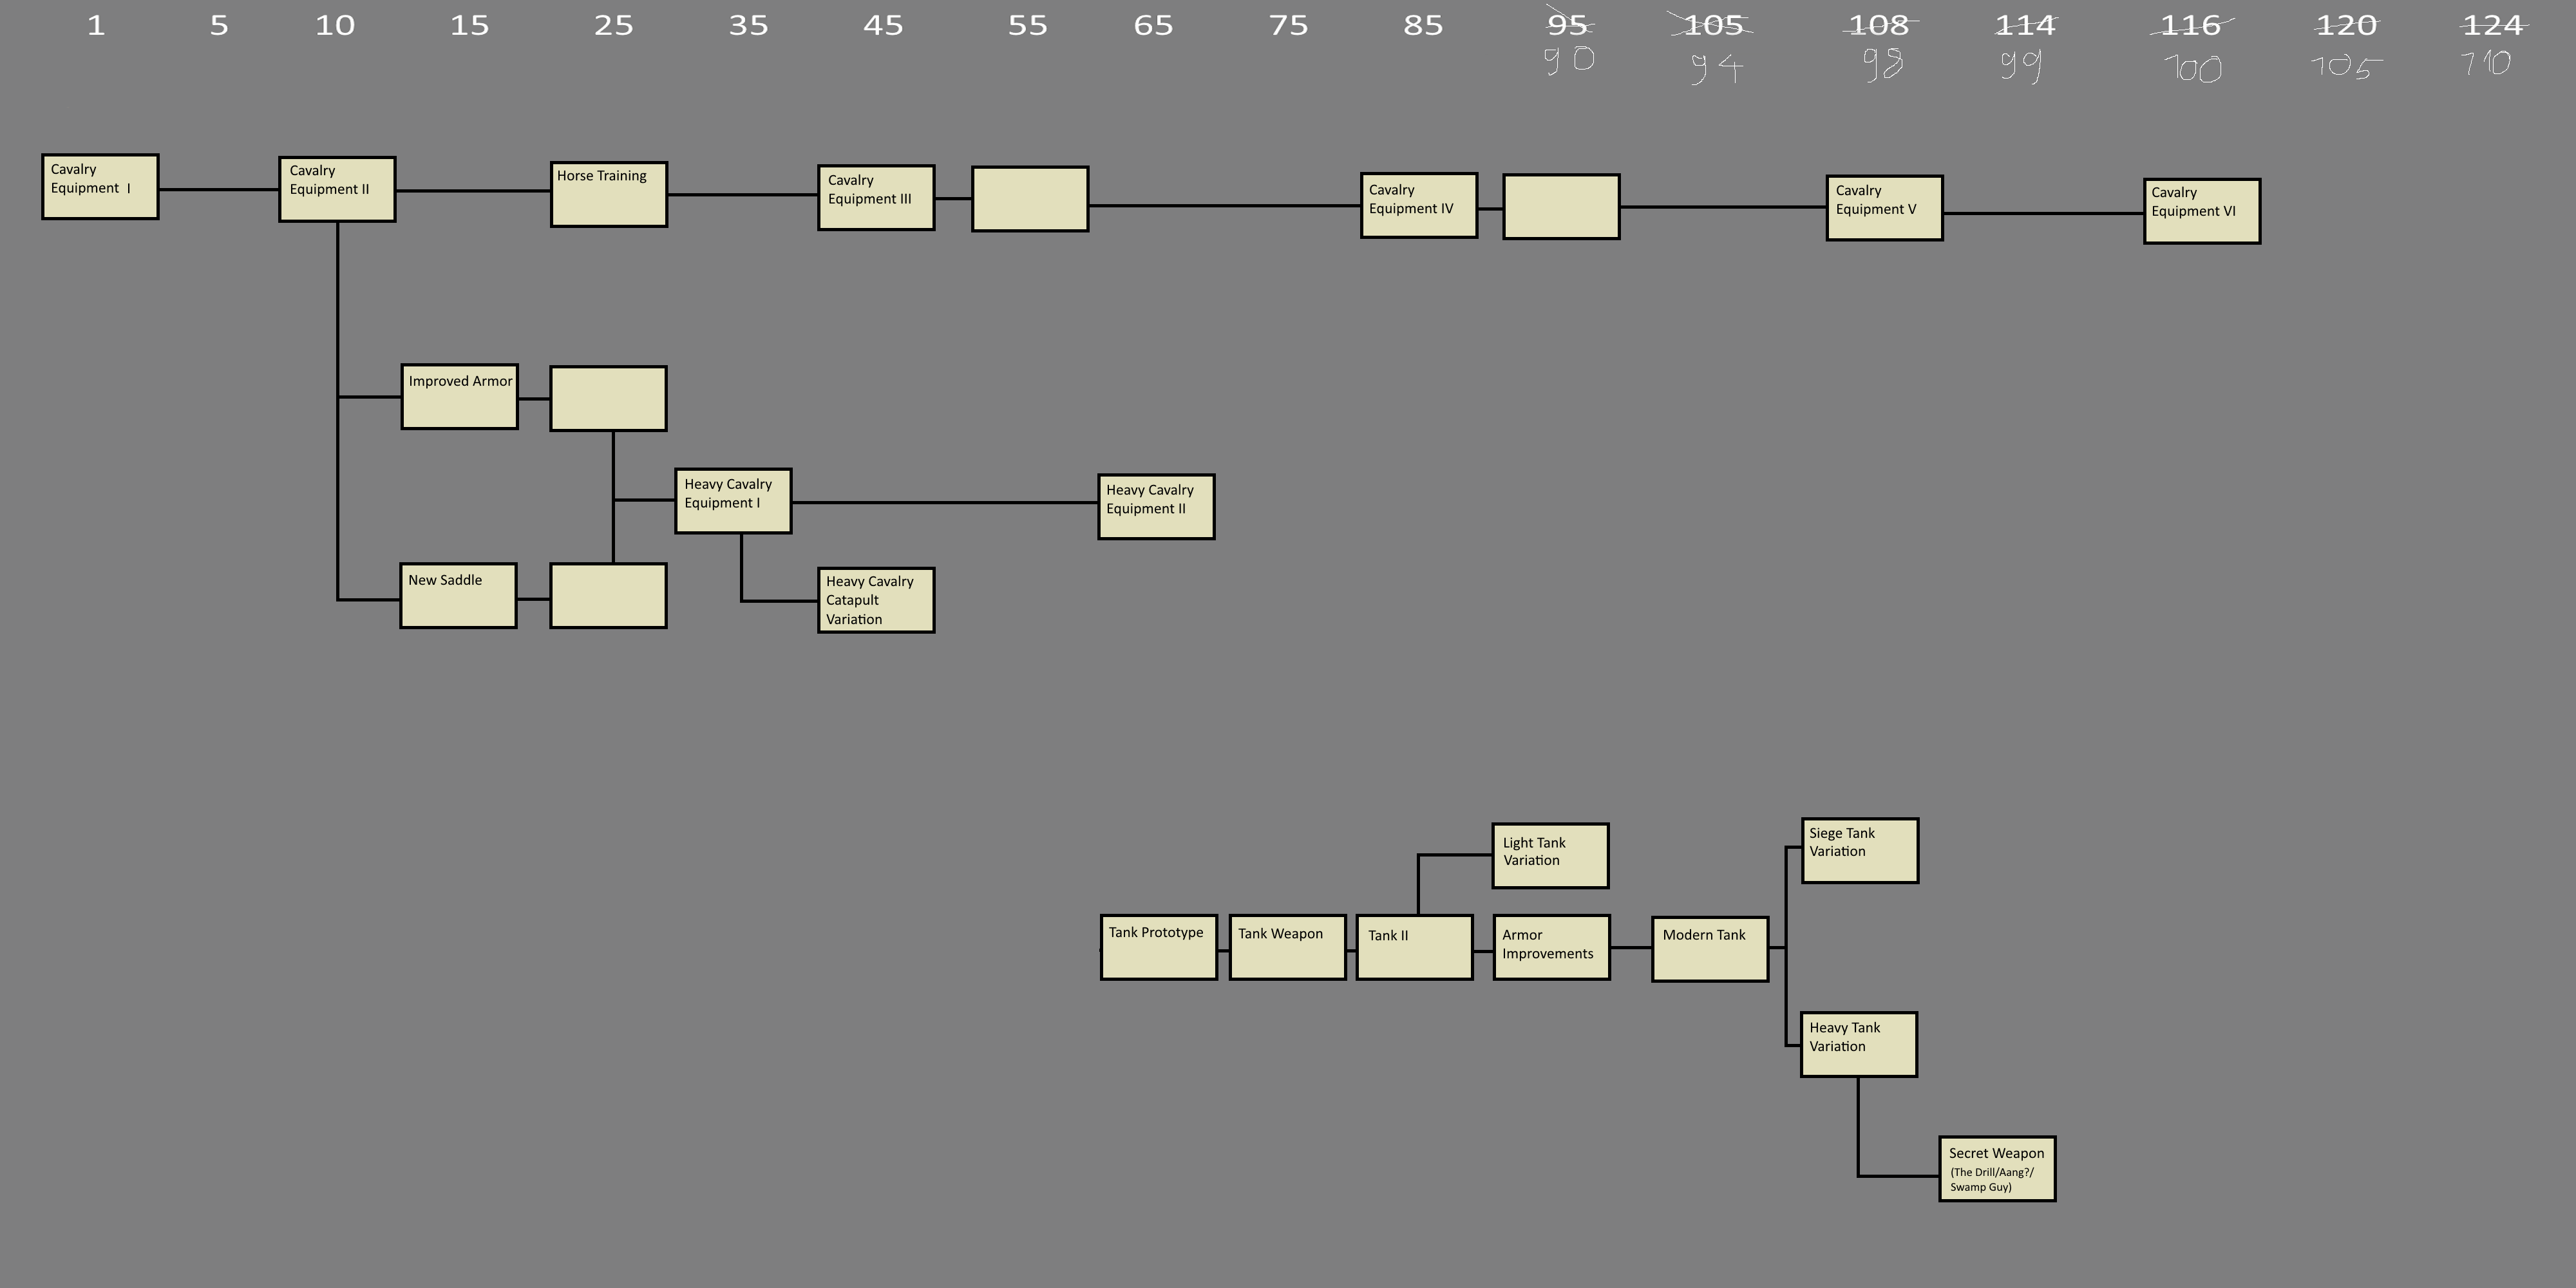 1 5 10 15 25 35 45 55 65 75 85 95 105 108 114 116 120 124
90 94 98 99 100 105 110
Cavalry
Equipment I
Cavalry
Equipment II
Horse Training
Cavalry
Equipment III
Cavalry
Equipment IV
Cavalry
Equipment V
Cavalry
Equipment VI
Improved Armor
Heavy Cavalry
Equipment I
Heavy Cavalry
Equipment II
New Saddle
Heavy Cavalry
Catapult
Variation
Light Tank
Variation
Siege Tank
Variation
Tank Prototype
Tank Weapon
Tank II
Armor
Improvements
Modern Tank
Heavy Tank
Variation
Secret Weapon
(The Drill/Aang?/
Swamp Guy)